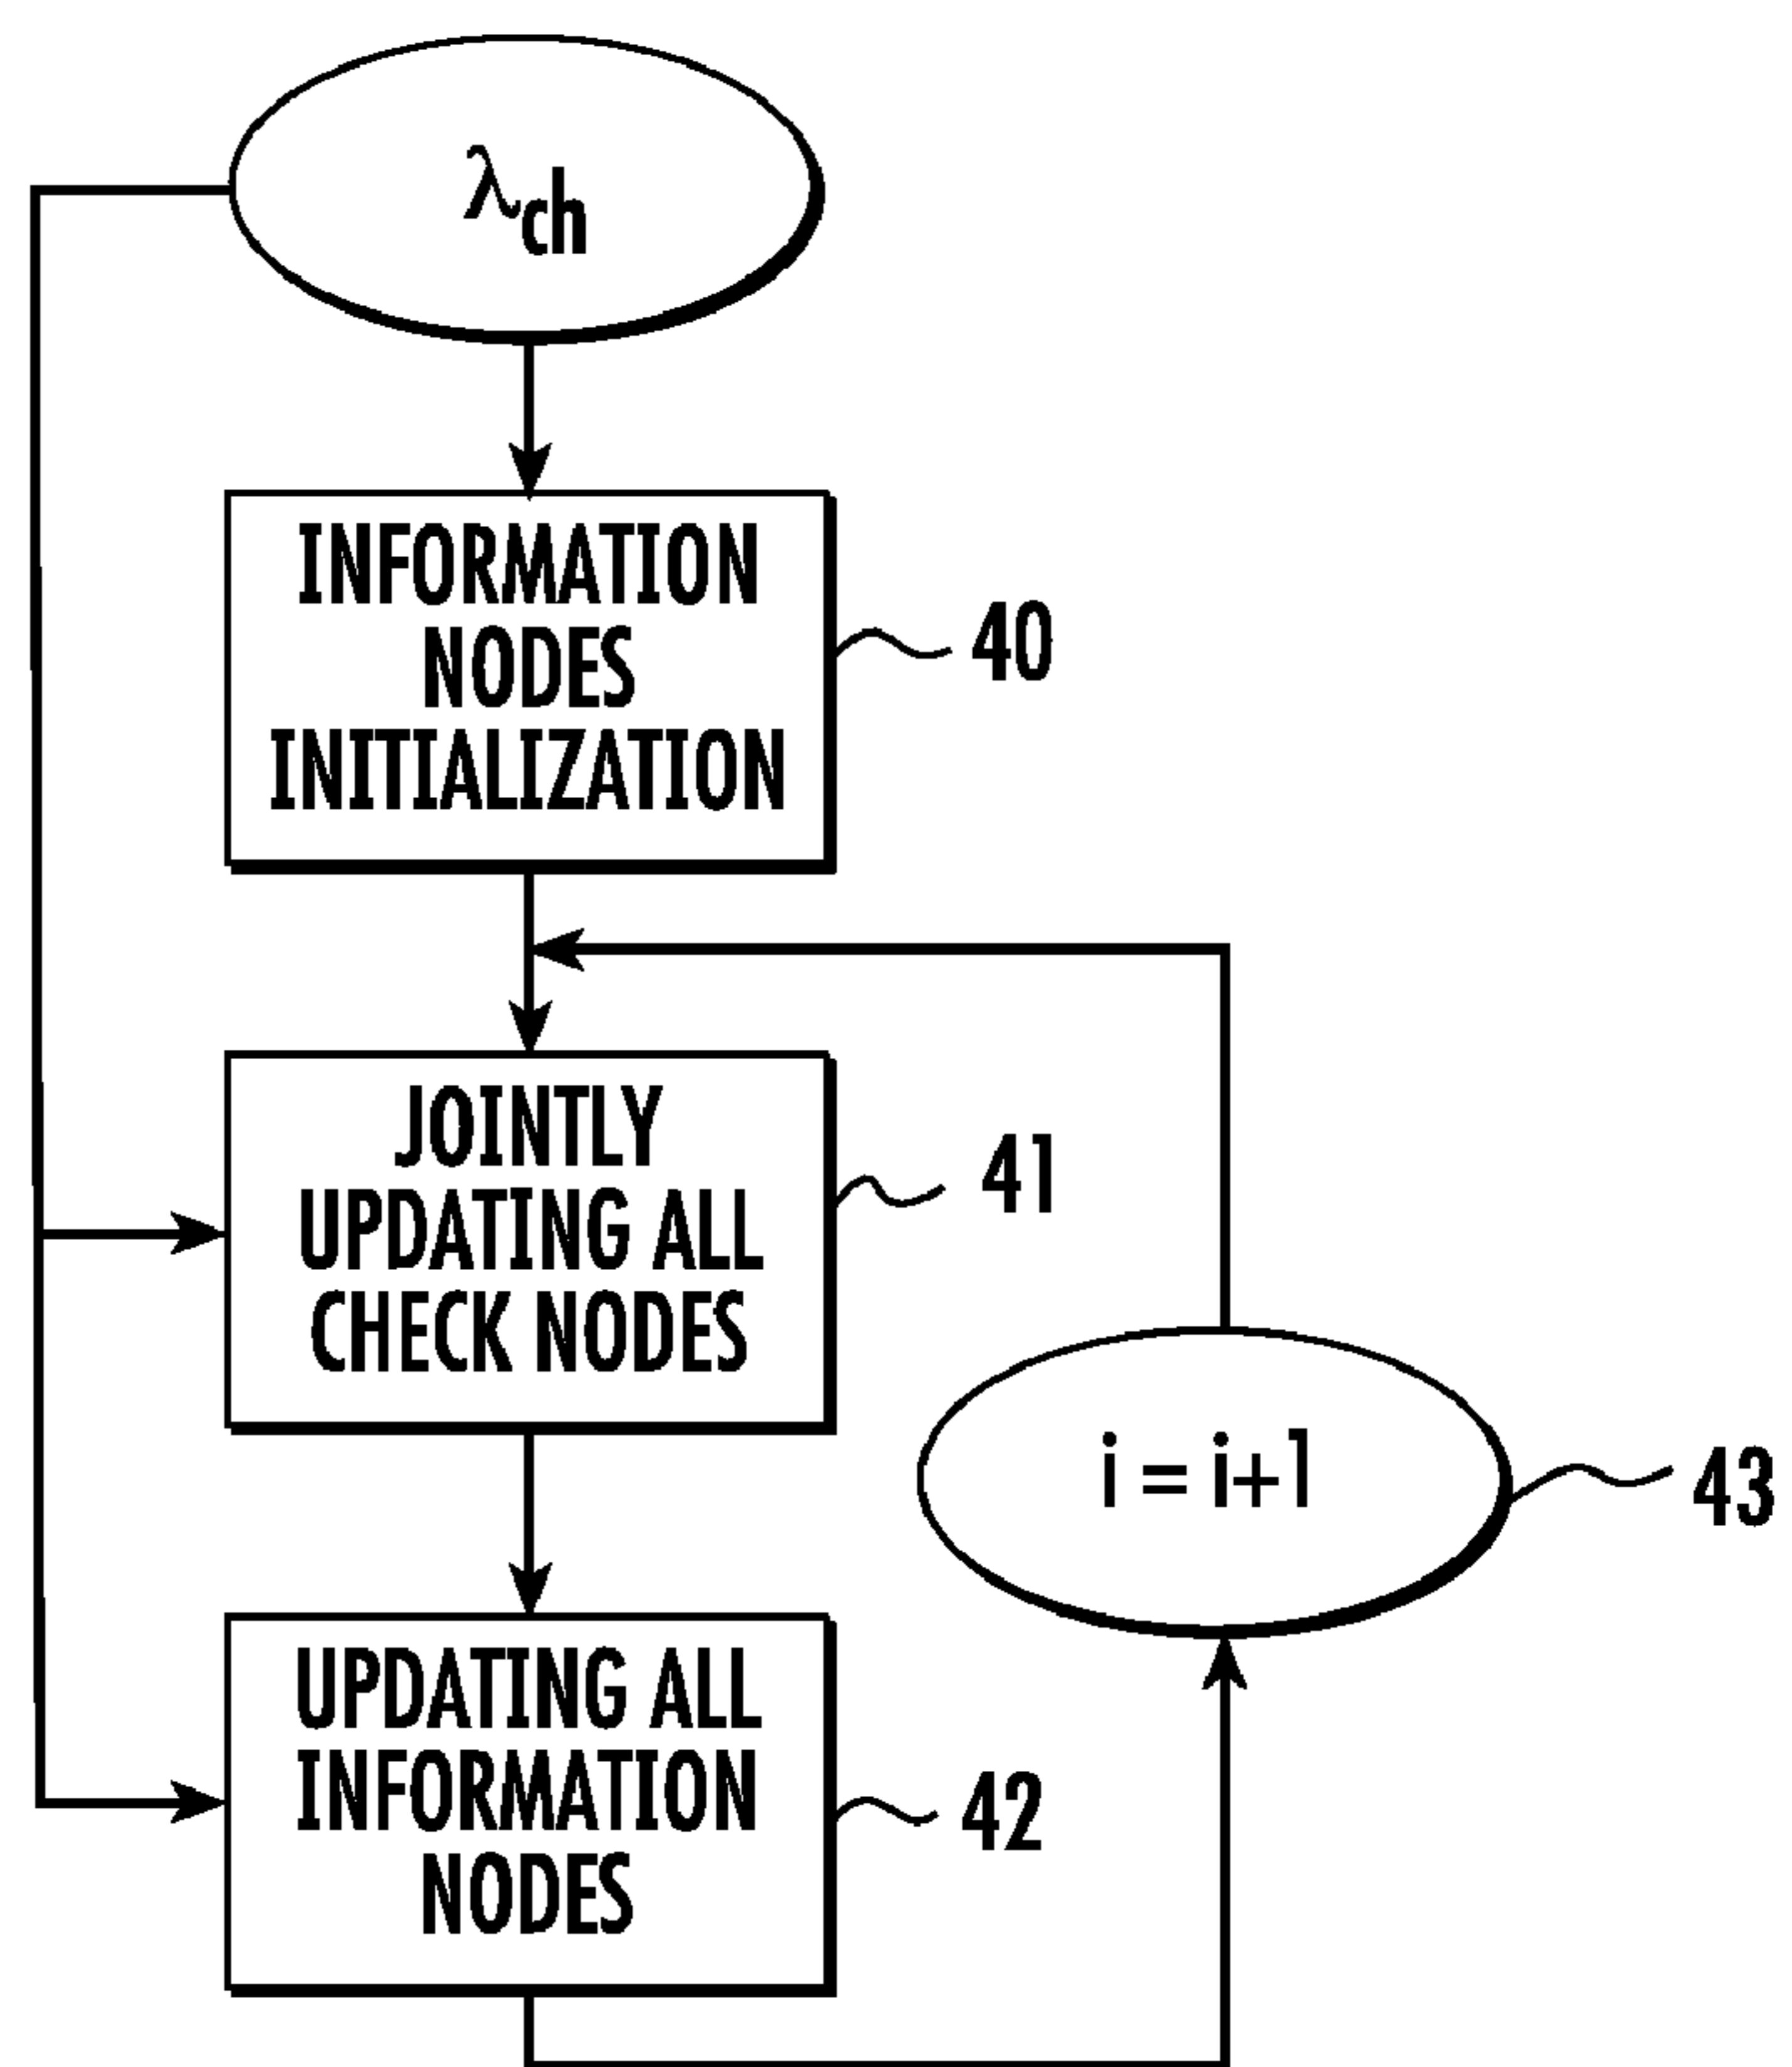 λch
INFORMATION
NODES
INITIALIZATION
40
JOINTLY
UPDATING ALL
CHECK NODES
41
i = i+1
43
UPDATING ALL
INFORMATION
NODES
42